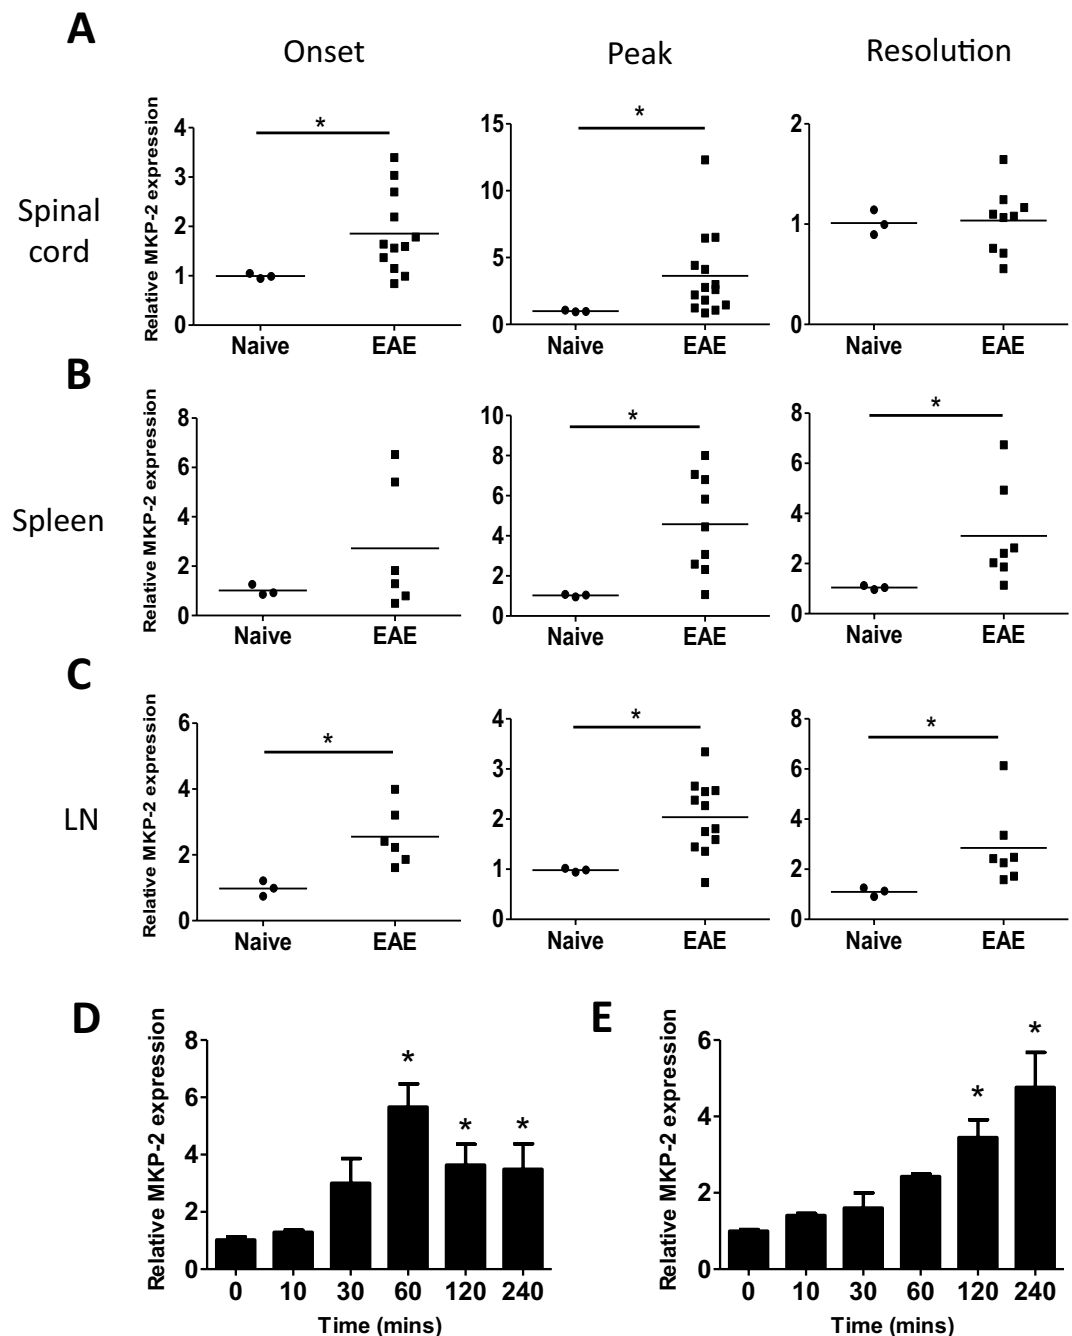 A
Onset
Peak
Resolution
Spinal
cord
Relative MKP-2 expression
4
3
2
1
0
*
Naive
EAE
15
10
5
0
*
Naive
EAE
2
1
0
Naive
EAE
B
Spleen
Relative MKP-2 expression
8
6
4
2
0
Naive
EAE
10
8
6
4
2
0
*
Naive
EAE
8
6
4
2
0
*
Naive
EAE
C
LN
Relative MKP-2 expression
6
4
2
0
*
Naive
EAE
4
3
2
1
0
*
Naive
EAE
8
6
4
2
0
*
Naive
EAE
D
Relative MKP-2 expression
8
6
4
2
0
*
*
*
0 10 30 60 120 240
Time (mins)
E
Relative MKP-2 expression
6
4
2
0
*
*
0 10 30 60 120 240
Time (mins)